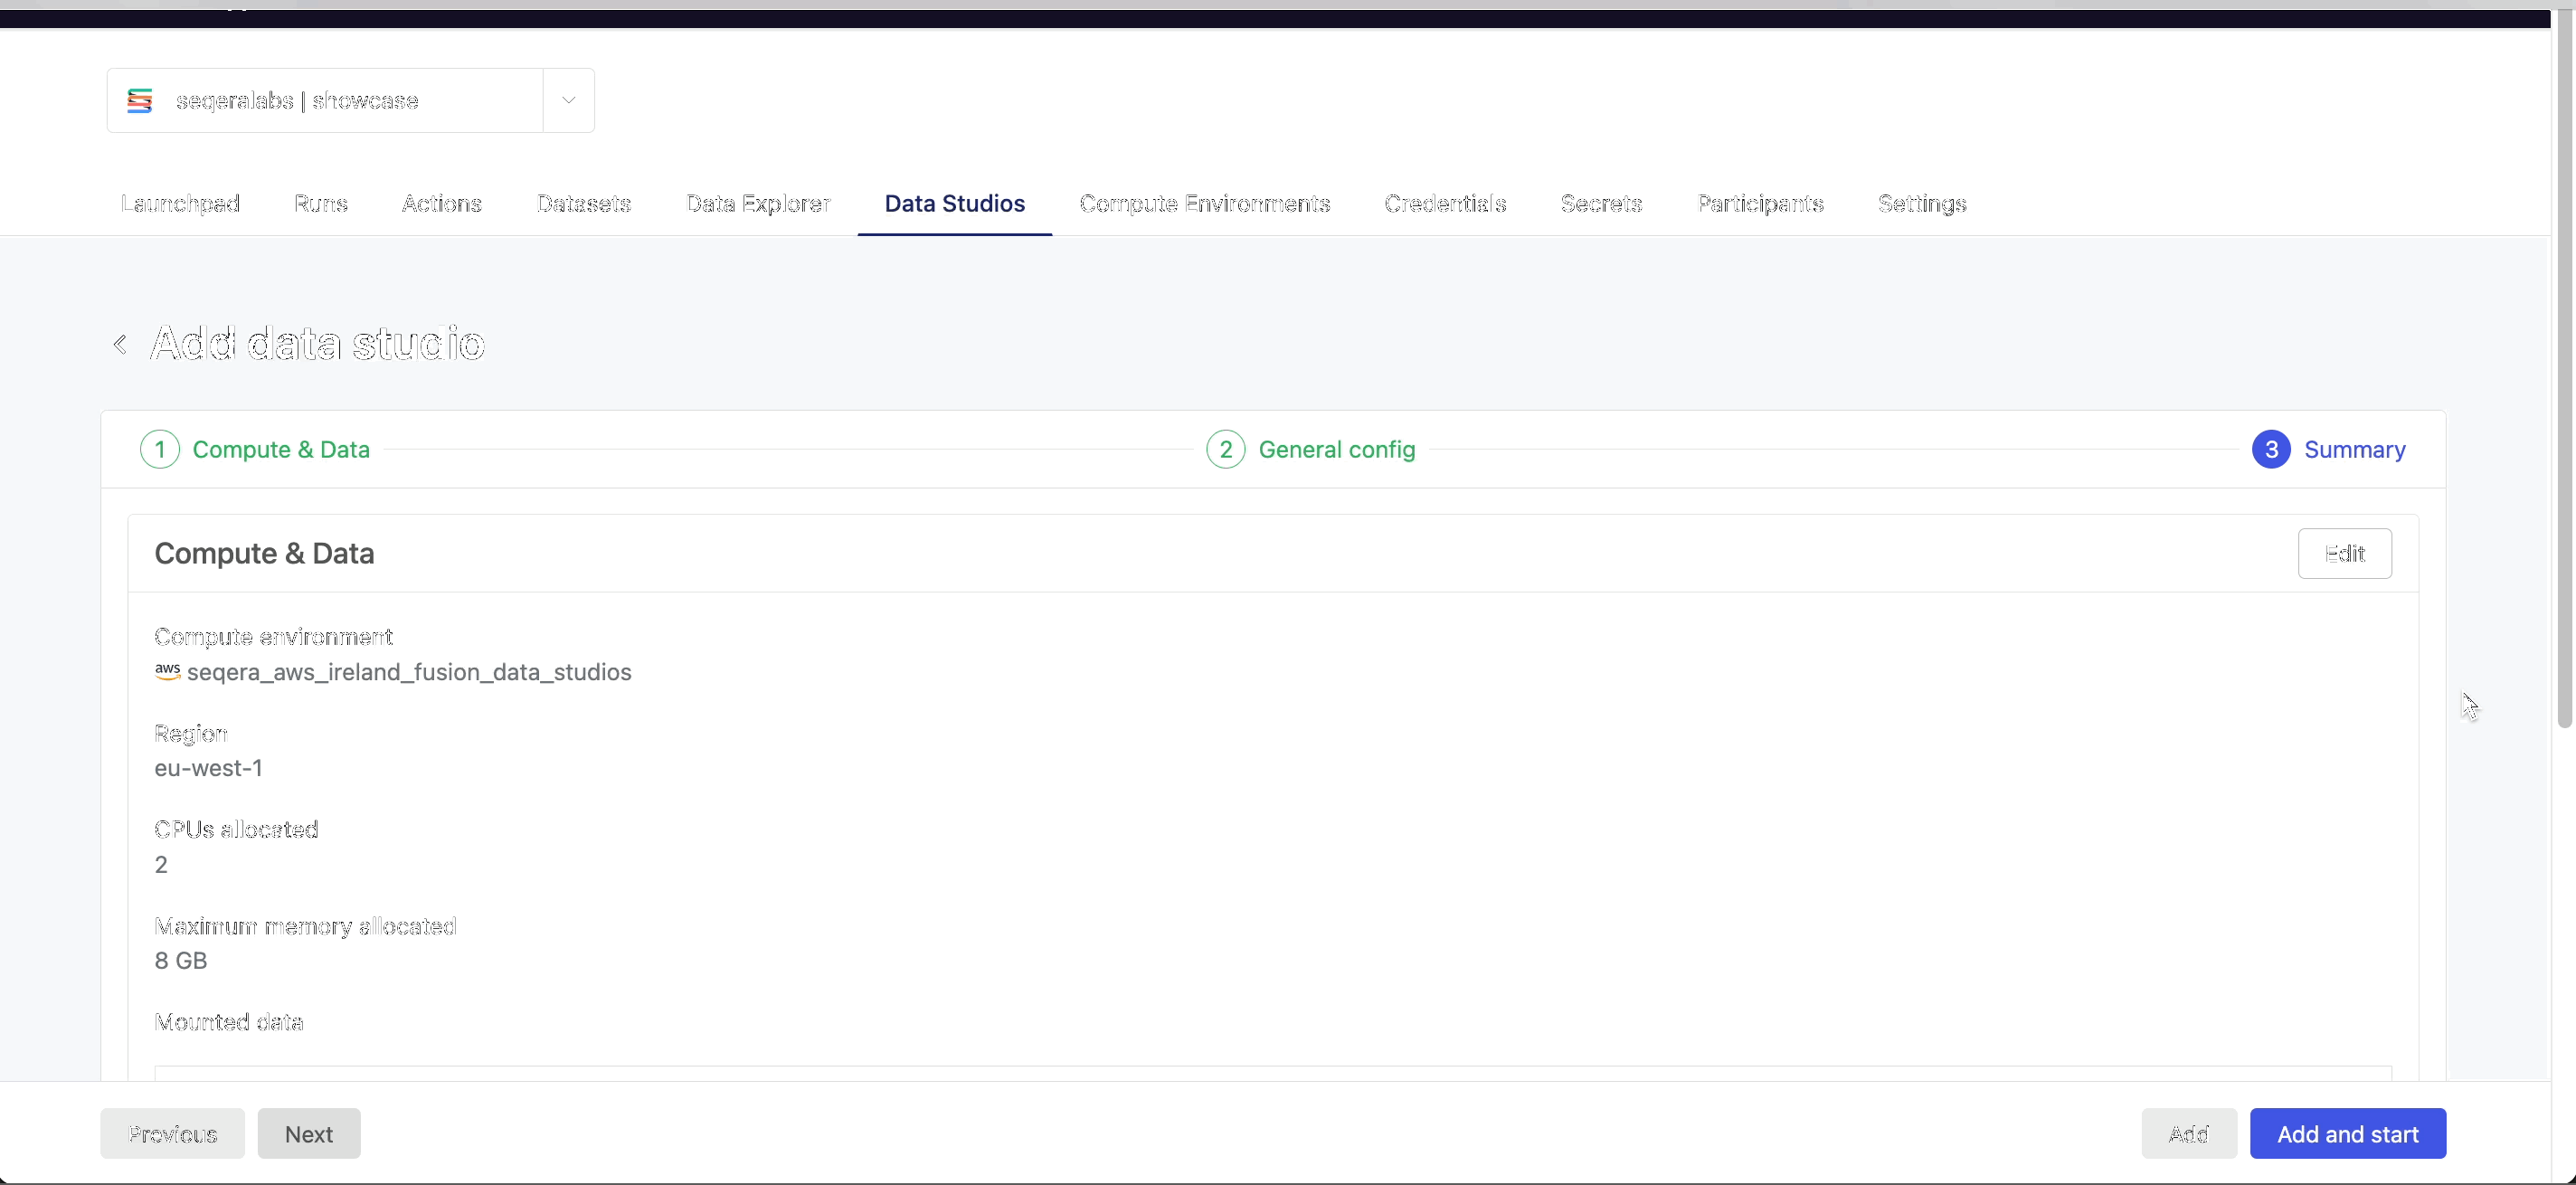 seqeralabs | showcase
Launchpad Runs Actions Datasets Data Explorer Data Studios Compute Environments Credentials Secrets Participants Settings
Add data studio
1 Compute & Data 2 General config 3 Summary
Compute & Data Edit
Compute environment
aws seqera_aws_ireland_fusion_data_studios
Region
eu-west-1
CPUs allocated
2
Maximum memory allocated
8 GB
Mounted data
Previous Next Add Add and start